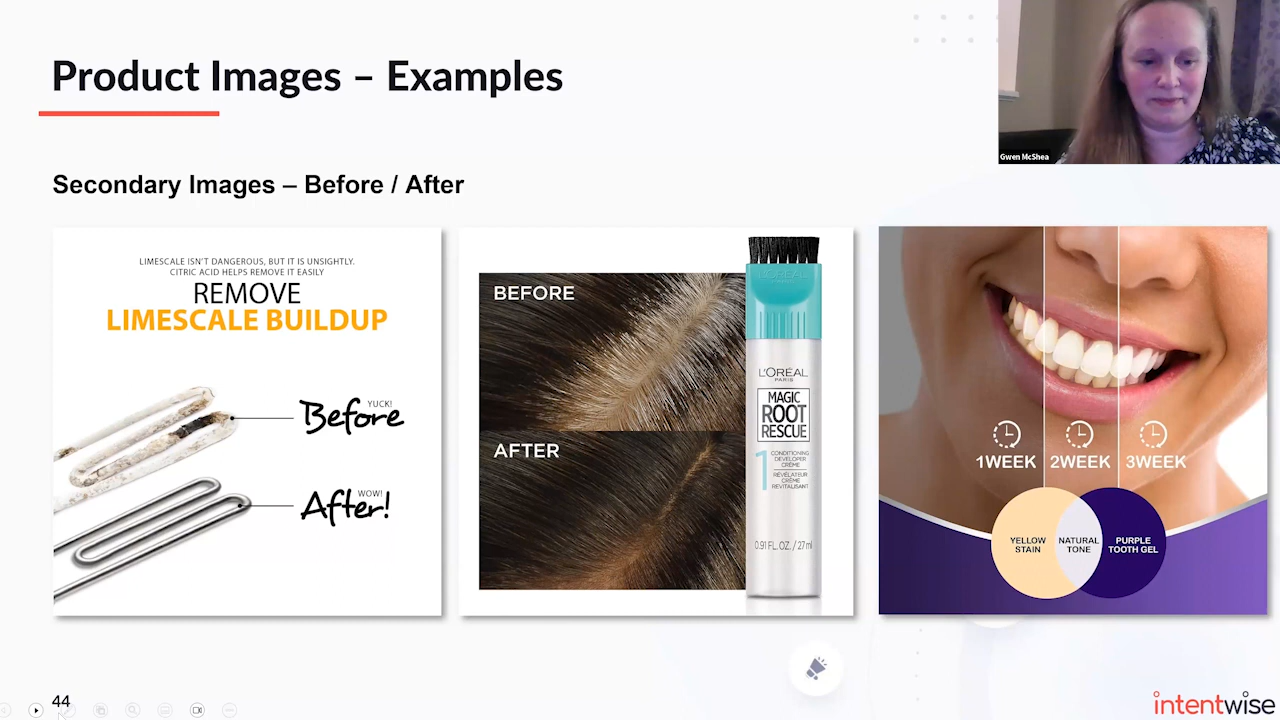 Product Images – Examples
Gwen McShea
Secondary Images – Before / After
LIMESCALE ISN'T DANGEROUS, BUT IT IS UNSIGHTLY.
CITRIC ACID HELPS REMOVE IT EASILY
REMOVE
LIMESCALE BUILDUP
YUCK!
Before
WOW!
After!
BEFORE
AFTER
L'ORÉAL
L'ORÉAL
PARIS
MAGIC
ROOT
RESCUE
1
CONDITIONING
DEVELOPER
CRÈME
RÉVÉLATEUR
CRÈME
REVITALISANT
0.91 FL. OZ. / 27 ml
1WEEK 2WEEK 3WEEK
YELLOW
STAIN
NATURAL
TONE
PURPLE
TOOTH GEL
44
intentwise